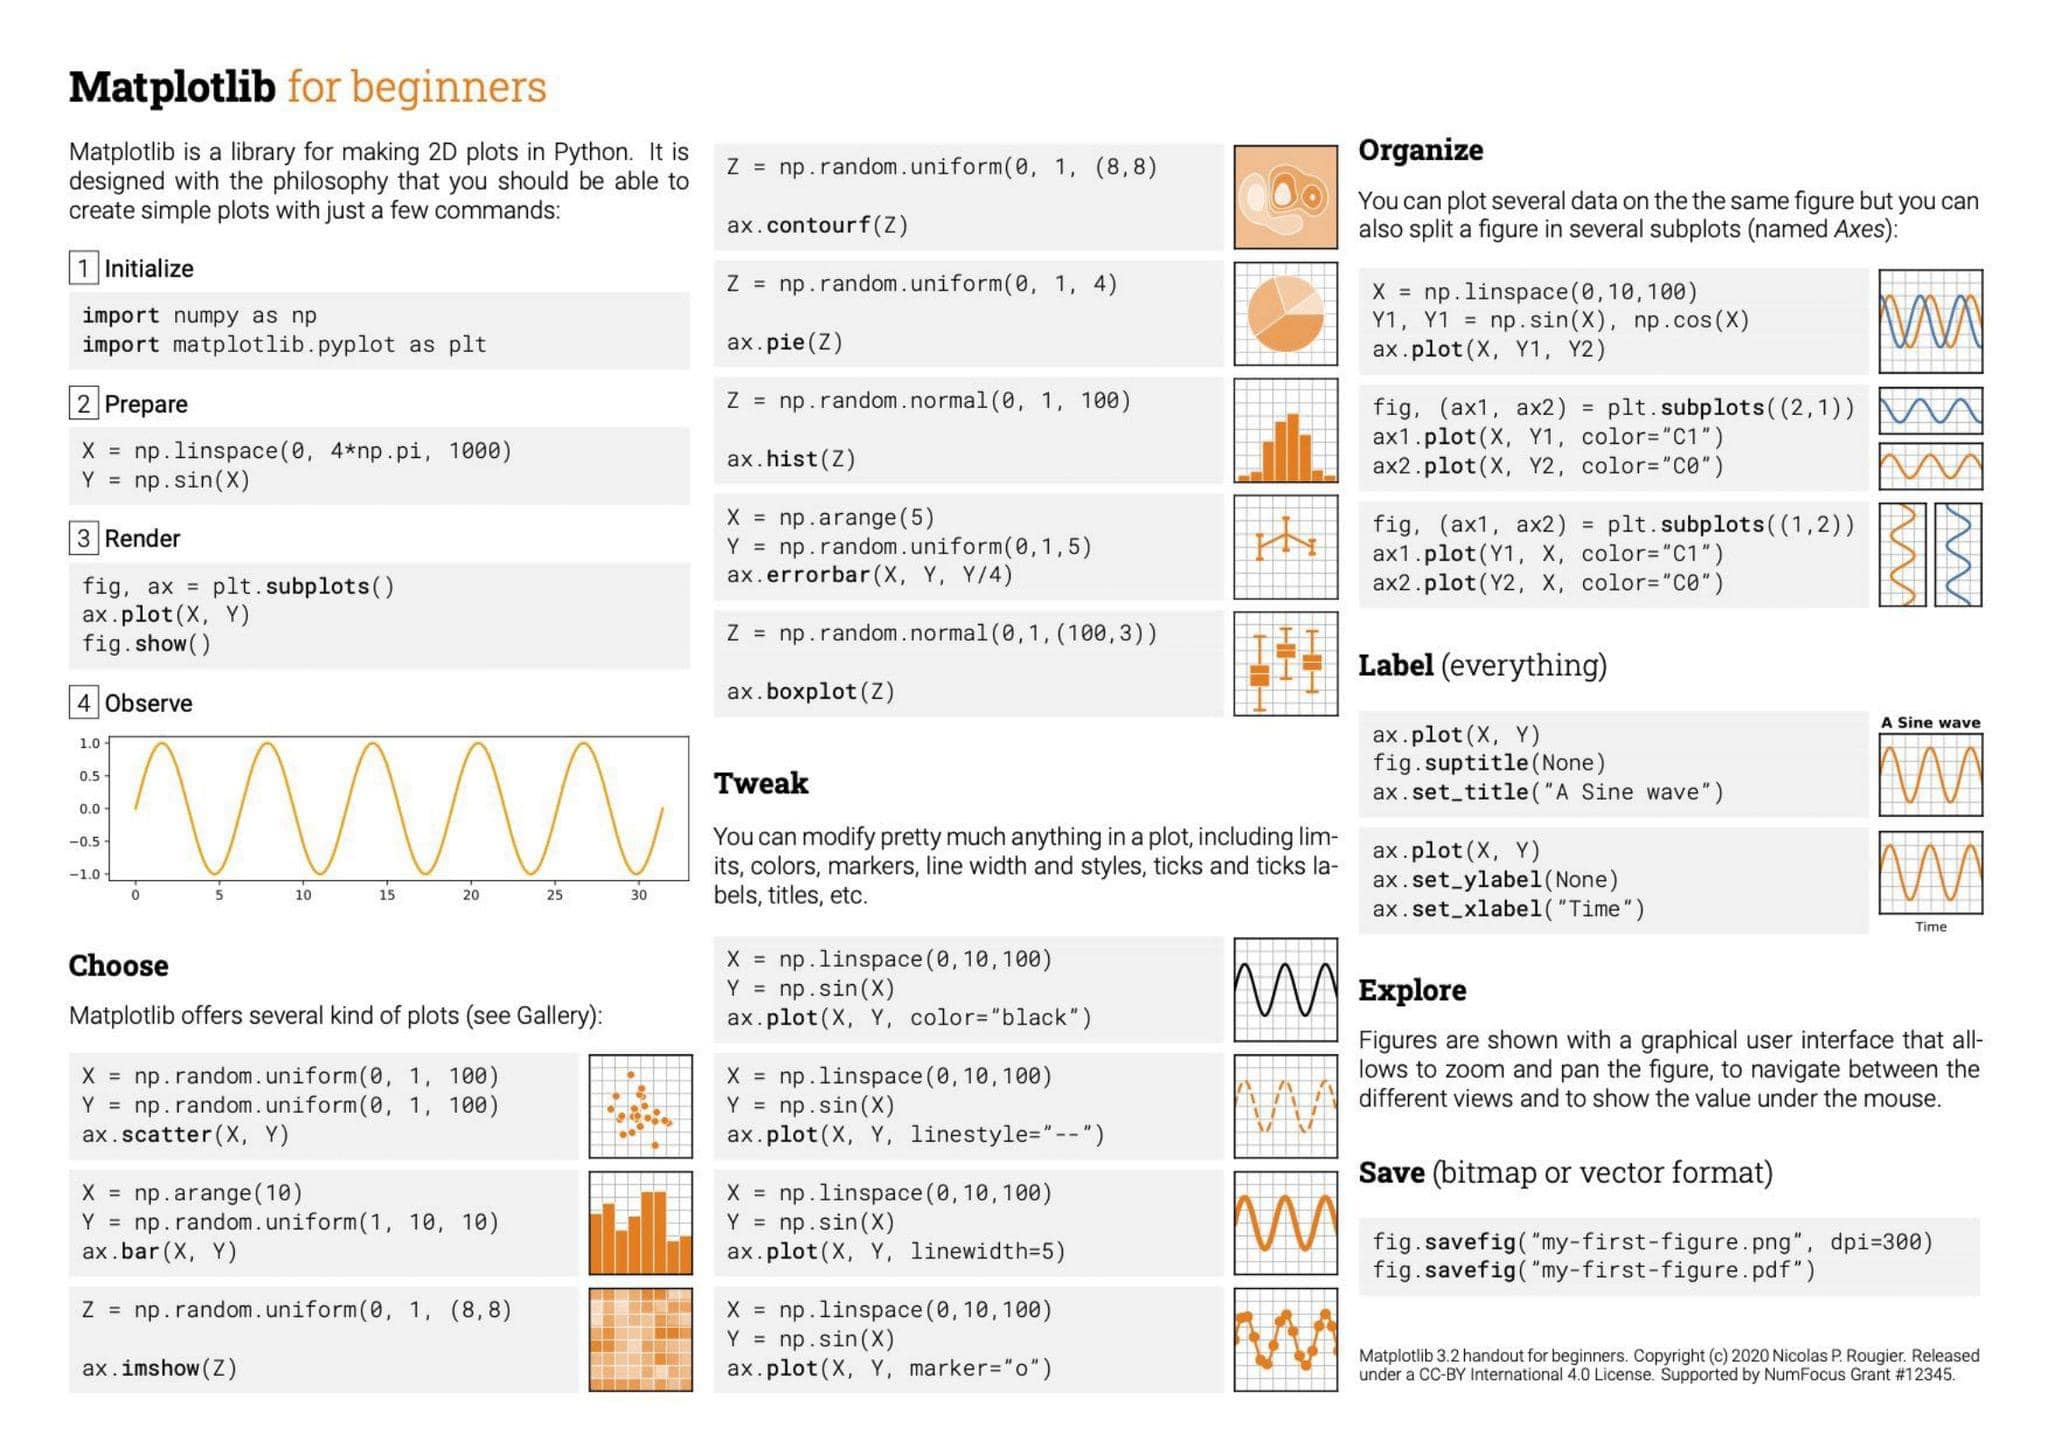 Matplotlib for beginners
Matplotlib is a library for making 2D plots in Python. It is
designed with the philosophy that you should be able to
create simple plots with just a few commands:
1 Initialize
import numpy as np
import matplotlib.pyplot as plt
2 Prepare
X = np.linspace(0, 4*np.pi, 1000)
Y = np.sin(X)
3 Render
fig, ax = plt.subplots()
ax.plot(X, Y)
fig.show()
4 Observe
1.0
0.5
0.0
−0.5
−1.0
0 5 10 15 20 25 30
Choose
Matplotlib offers several kind of plots (see Gallery):
X = np.random.uniform(0, 1, 100)
Y = np.random.uniform(0, 1, 100)
ax.scatter(X, Y)
X = np.arange(10)
Y = np.random.uniform(1, 10, 10)
ax.bar(X, Y)
Z = np.random.uniform(0, 1, (8,8)
ax.imshow(Z)
Z = np.random.uniform(0, 1, (8,8)
ax.contourf(Z)
Z = np.random.uniform(0, 1, 4)
ax.pie(Z)
Z = np.random.normal(0, 1, 100)
ax.hist(Z)
X = np.arange(5)
Y = np.random.uniform(0,1,5)
ax.errorbar(X, Y, Y/4)
Z = np.random.normal(0,1,(100,3))
ax.boxplot(Z)
Tweak
You can modify pretty much anything in a plot, including lim-
its, colors, markers, line width and styles, ticks and ticks la-
bels, titles, etc.
X = np.linspace(0,10,100)
Y = np.sin(X)
ax.plot(X, Y, color="black")
X = np.linspace(0,10,100)
Y = np.sin(X)
ax.plot(X, Y, linestyle="--")
X = np.linspace(0,10,100)
Y = np.sin(X)
ax.plot(X, Y, linewidth=5)
X = np.linspace(0,10,100)
Y = np.sin(X)
ax.plot(X, Y, marker="o")
Organize
You can plot several data on the the same figure but you can
also split a figure in several subplots (named Axes):
X = np.linspace(0,10,100)
Y1, Y1 = np.sin(X), np.cos(X)
ax.plot(X, Y1, Y2)
fig, (ax1, ax2) = plt.subplots((2,1))
ax1.plot(X, Y1, color="C1")
ax2.plot(X, Y2, color="C0")
fig, (ax1, ax2) = plt.subplots((1,2))
ax1.plot(Y1, X, color="C1")
ax2.plot(Y2, X, color="C0")
Label (everything)
ax.plot(X, Y)
fig.suptitle(None)
ax.set_title("A Sine wave")
A Sine wave
ax.plot(X, Y)
ax.set_ylabel(None)
ax.set_xlabel("Time")
Time
Explore
Figures are shown with a graphical user interface that all-
lows to zoom and pan the figure, to navigate between the
different views and to show the value under the mouse.
Save (bitmap or vector format)
fig.savefig("my-first-figure.png", dpi=300)
fig.savefig("my-first-figure.pdf")
Matplotlib 3.2 handout for beginners. Copyright (c) 2020 Nicolas P. Rougier. Released
under a CC-BY International 4.0 License. Supported by NumFocus Grant #12345.